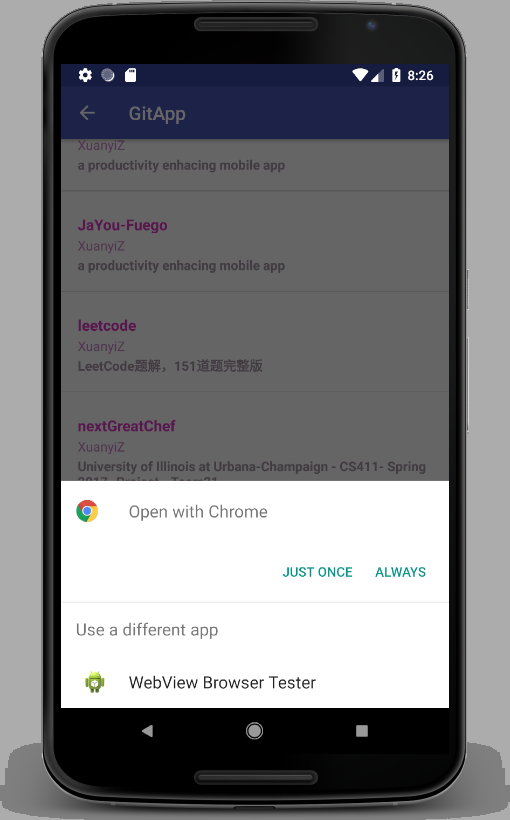 8:26
GitApp
XuanyiZ
a productivity enhacing mobile app
JaYou-Fuego
XuanyiZ
a productivity enhacing mobile app
leetcode
XuanyiZ
LeetCode题解，151道题完整版
nextGreatChef
XuanyiZ
University of Illinois at Urbana-Champaign - CS411- Spring
2017- Project - Team21
Open with Chrome
JUST ONCE ALWAYS
Use a different app
WebView Browser Tester